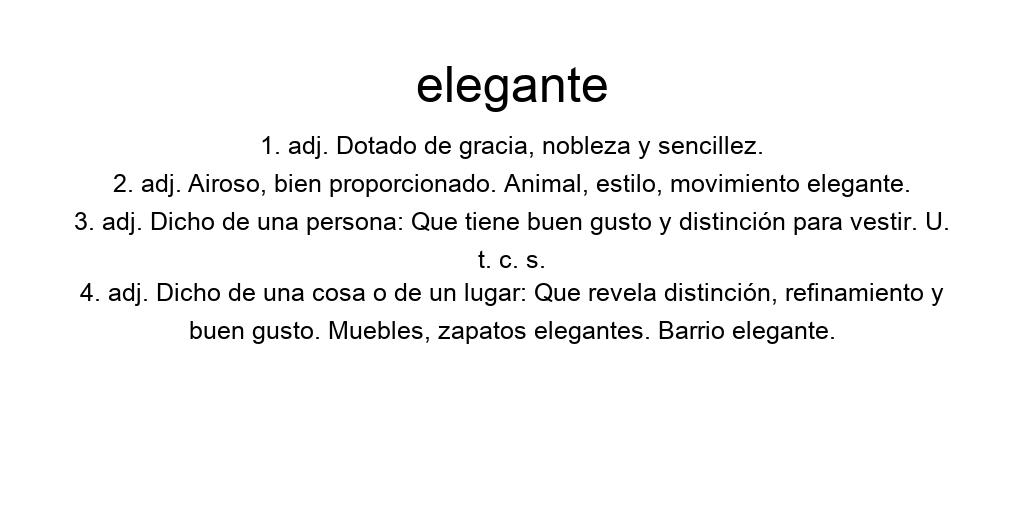 elegante
1. adj. Dotado de gracia, nobleza y sencillez.
2. adj. Airoso, bien proporcionado. Animal, estilo, movimiento elegante.
3. adj. Dicho de una persona: Que tiene buen gusto y distinción para vestir. U.
t. c. s.
4. adj. Dicho de una cosa o de un lugar: Que revela distinción, refinamiento y
buen gusto. Muebles, zapatos elegantes. Barrio elegante.